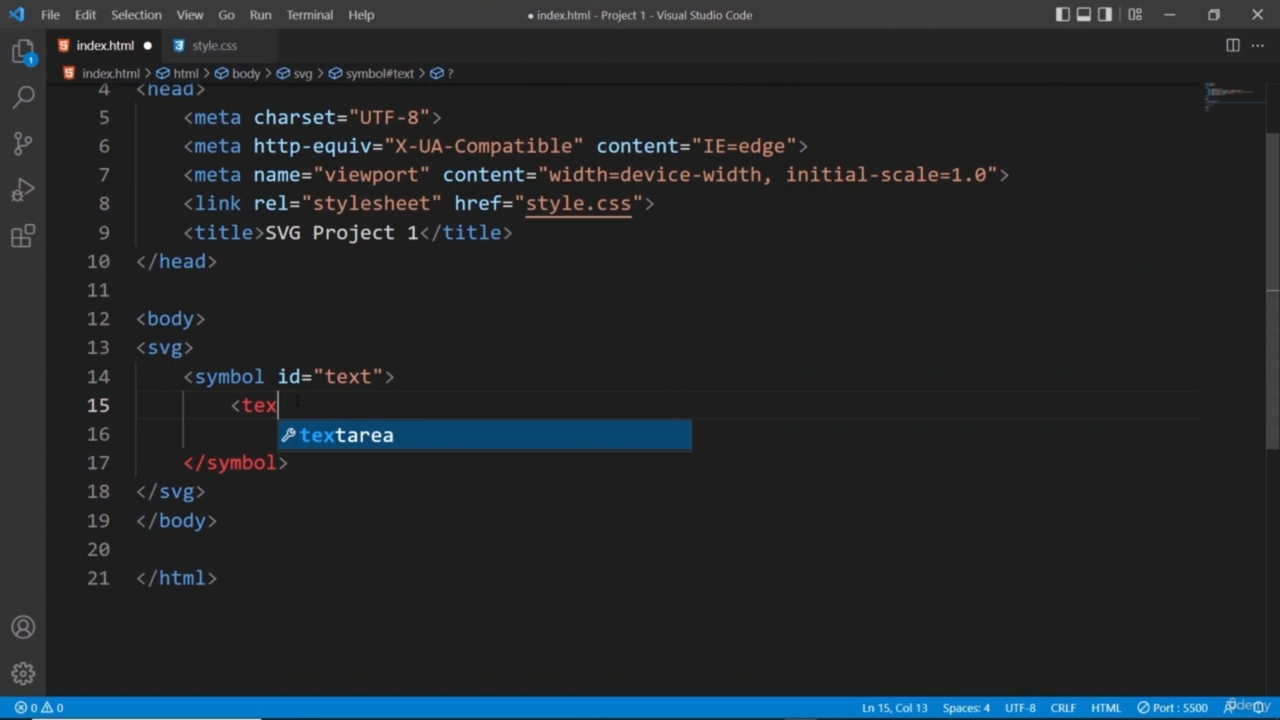 File Edit Selection View Go Run Terminal Help ● index.html - Project 1 - Visual Studio Code
index.html ● style.css
index.html > html > body > svg > symbol#text > ?
4 <head>
5 <meta charset="UTF-8">
6 <meta http-equiv="X-UA-Compatible" content="IE=edge">
7 <meta name="viewport" content="width=device-width, initial-scale=1.0">
8 <link rel="stylesheet" href="style.css">
9 <title>SVG Project 1</title>
10 </head>
11
12 <body>
13 <svg>
14 <symbol id="text">
15 <tex
16 textarea
17 </symbol>
18 </svg>
19 </body>
20
21 </html>
1
0 0 Ln 15, Col 13 Spaces: 4 UTF-8 CRLF HTML Port : 5500
Udemy